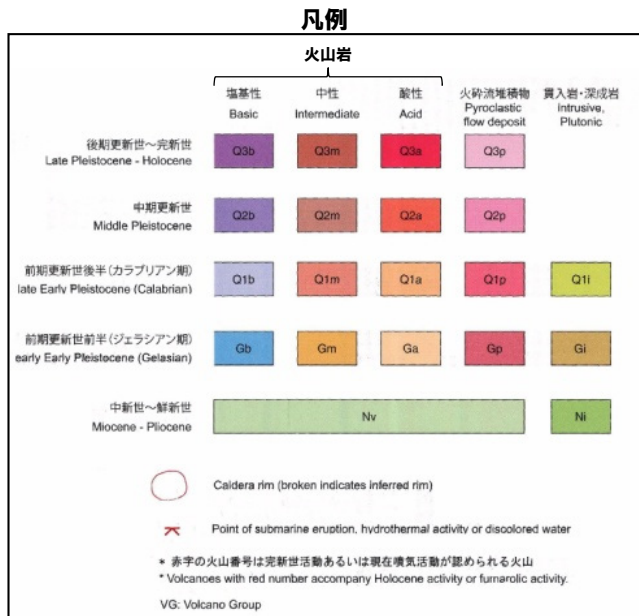 凡例
火山岩
塩基性 中性 酸性 火砕流堆積物 貫入岩・深成岩
Basic Intermediate Acid Pyroclastic flow deposit Intrusive, Plutonic
後期更新世~完新世
Late Pleistocene - Holocene
Q3b Q3m Q3a Q3p
中期更新世
Middle Pleistocene
Q2b Q2m Q2a Q2p
前期更新世後半(カラブリアン期)
late Early Pleistocene (Calabrian)
Q1b Q1m Q1a Q1p Q1i
前期更新世前半(ジェラシアン期)
early Early Pleistocene (Gelasian)
Gb Gm Ga Gp Gi
中新世~鮮新世
Miocene - Pliocene
Nv Ni
Caldera rim (broken indicates inferred rim)
Point of submarine eruption, hydrothermal activity or discolored water
* 赤字の火山番号は完新世活動あるいは現在噴気活動が認められる火山
* Volcanoes with red number accompany Holocene activity or fumarolic activity.
VG: Volcano Group